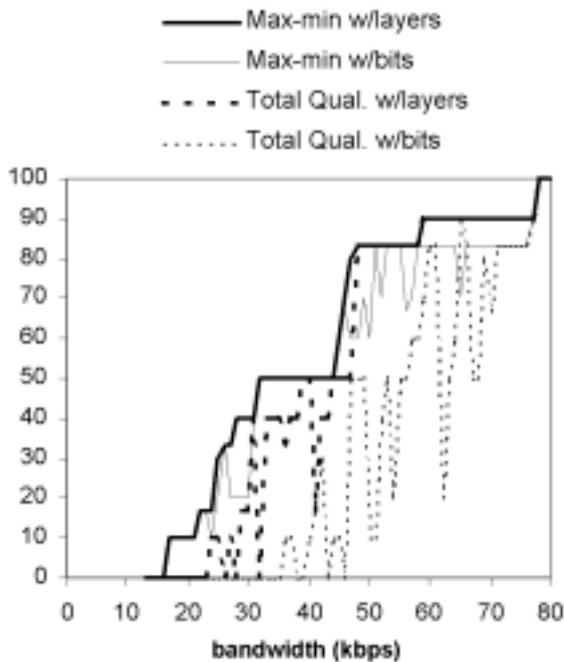 Max-min w/layers
Max-min w/bits
Total Qual. w/layers
Total Qual. w/bits
100
90
80
70
60
50
40
30
20
10
0
0 10 20 30 40 50 60 70 80
bandwidth (kbps)